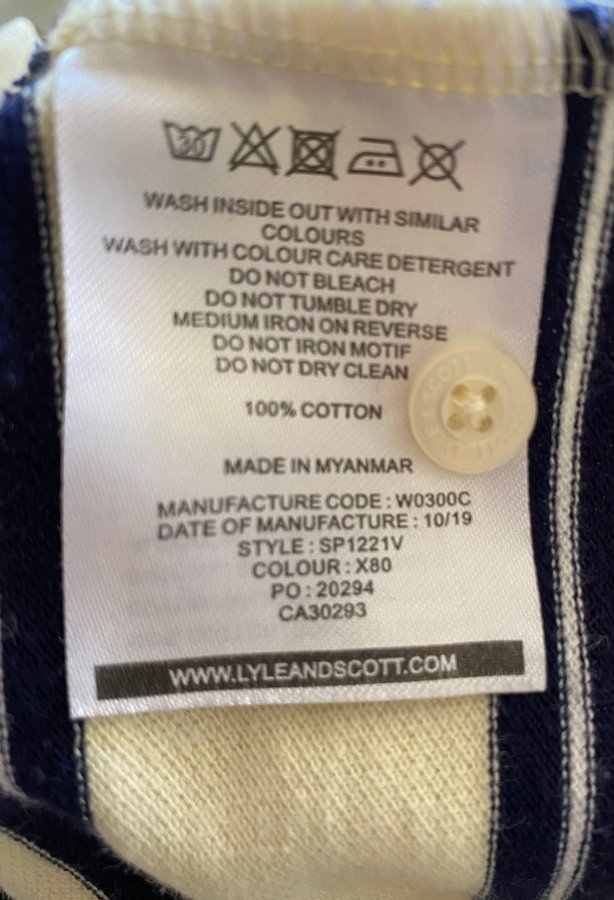 30
WASH INSIDE OUT WITH SIMILAR
COLOURS
WASH WITH COLOUR CARE DETERGENT
DO NOT BLEACH
DO NOT TUMBLE DRY
MEDIUM IRON ON REVERSE
DO NOT IRON MOTIF
DO NOT DRY CLEAN
100% COTTON
MADE IN MYANMAR
MANUFACTURE CODE : W0300C
DATE OF MANUFACTURE : 10/19
STYLE : SP1221V
COLOUR : X80
PO : 20294
CA30293
WWW.LYLEANDSCOTT.COM